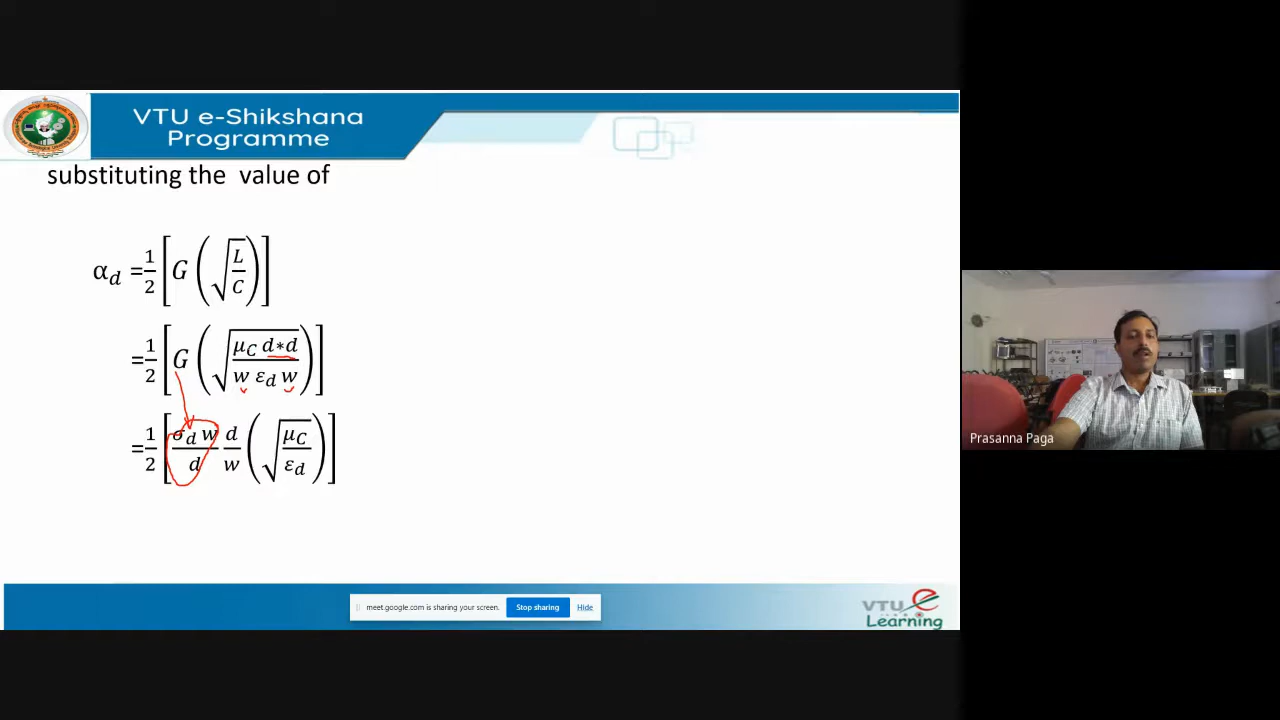 VTU e-Shikshana
Programme
substituting the value of
α_d =1/2 [G (√(L/C))]
=1/2 [G (√(μ_C d*d / w ε_d w))]
=1/2 [σ_d w/d d/w (√(μ_C/ε_d))]
Prasanna Paga
meet.google.com is sharing your screen. Stop sharing Hide
VTU e
Learning